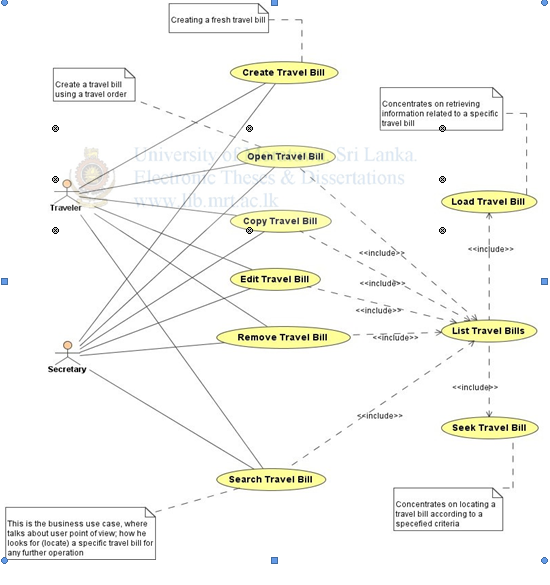 Creating a fresh travel bill
Create Travel Bill
Create a travel bill
using a travel order
Concentrates on retrieving
information related to a specific
travel bill
University of Sri Lanka.
Electronic Theses & Dissertations
www.lib.mrt.ac.lk
Open Travel Bill
Traveler
Load Travel Bill
Copy Travel Bill
<<include>>
<<include>>
Edit Travel Bill
<<include>>
<<include>>
Remove Travel Bill
List Travel Bills
<<include>>
Secretary
<<include>>
<<include>>
Seek Travel Bill
Search Travel Bill
Concentrates on locating a
travel bill according to a
specefied criteria
This is the business use case, where
talks about user point of view; how he
looks for (locate) a specific travel bill for
any further operation